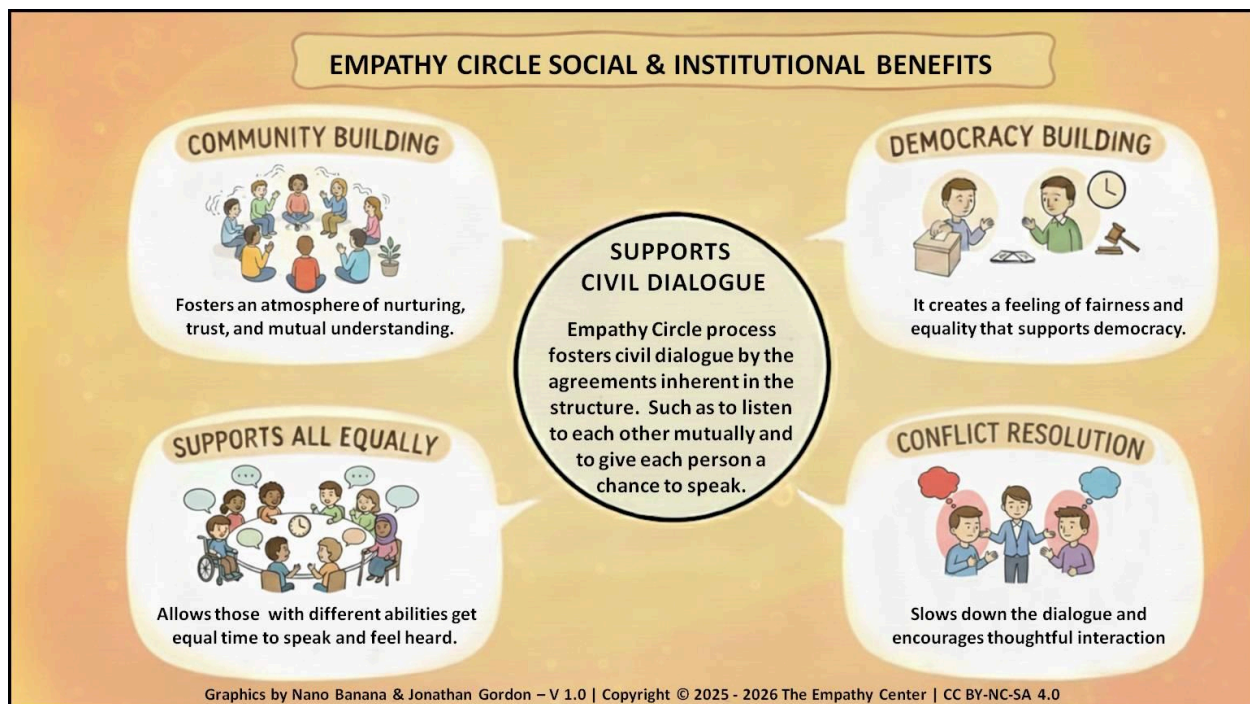 EMPATHY CIRCLE SOCIAL & INSTITUTIONAL BENEFITS
COMMUNITY BUILDING
Fosters an atmosphere of nurturing,
trust, and mutual understanding.
DEMOCRACY BUILDING
It creates a feeling of fairness and
equality that supports democracy.
SUPPORTS
CIVIL DIALOGUE
Empathy Circle process
fosters civil dialogue by the
agreements inherent in the
structure. Such as to listen
to each other mutually and
to give each person a
chance to speak.
SUPPORTS ALL EQUALLY
Allows those with different abilities get
equal time to speak and feel heard.
CONFLICT RESOLUTION
Slows down the dialogue and
encourages thoughtful interaction
Graphics by Nano Banana & Jonathan Gordon – V 1.0 | Copyright © 2025 - 2026 The Empathy Center | CC BY-NC-SA 4.0